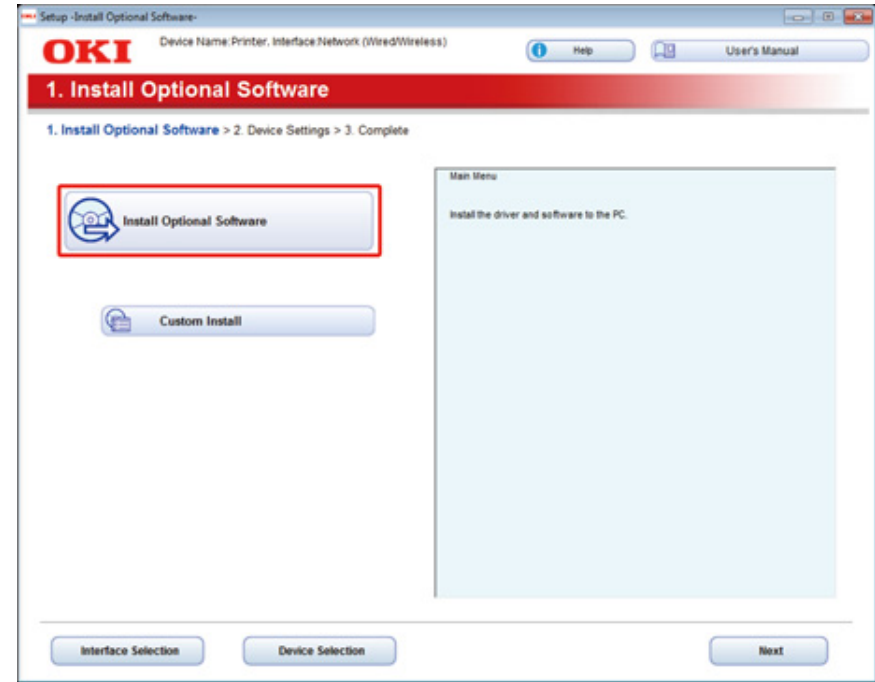 Setup -Install Optional Software-
OKI
Device Name:Printer, Interface:Network (Wired/Wireless)
Help
User's Manual
1. Install Optional Software
1. Install Optional Software > 2. Device Settings > 3. Complete
Main Menu
Install Optional Software
Install the driver and software to the PC.
Custom Install
Interface Selection
Device Selection
Next